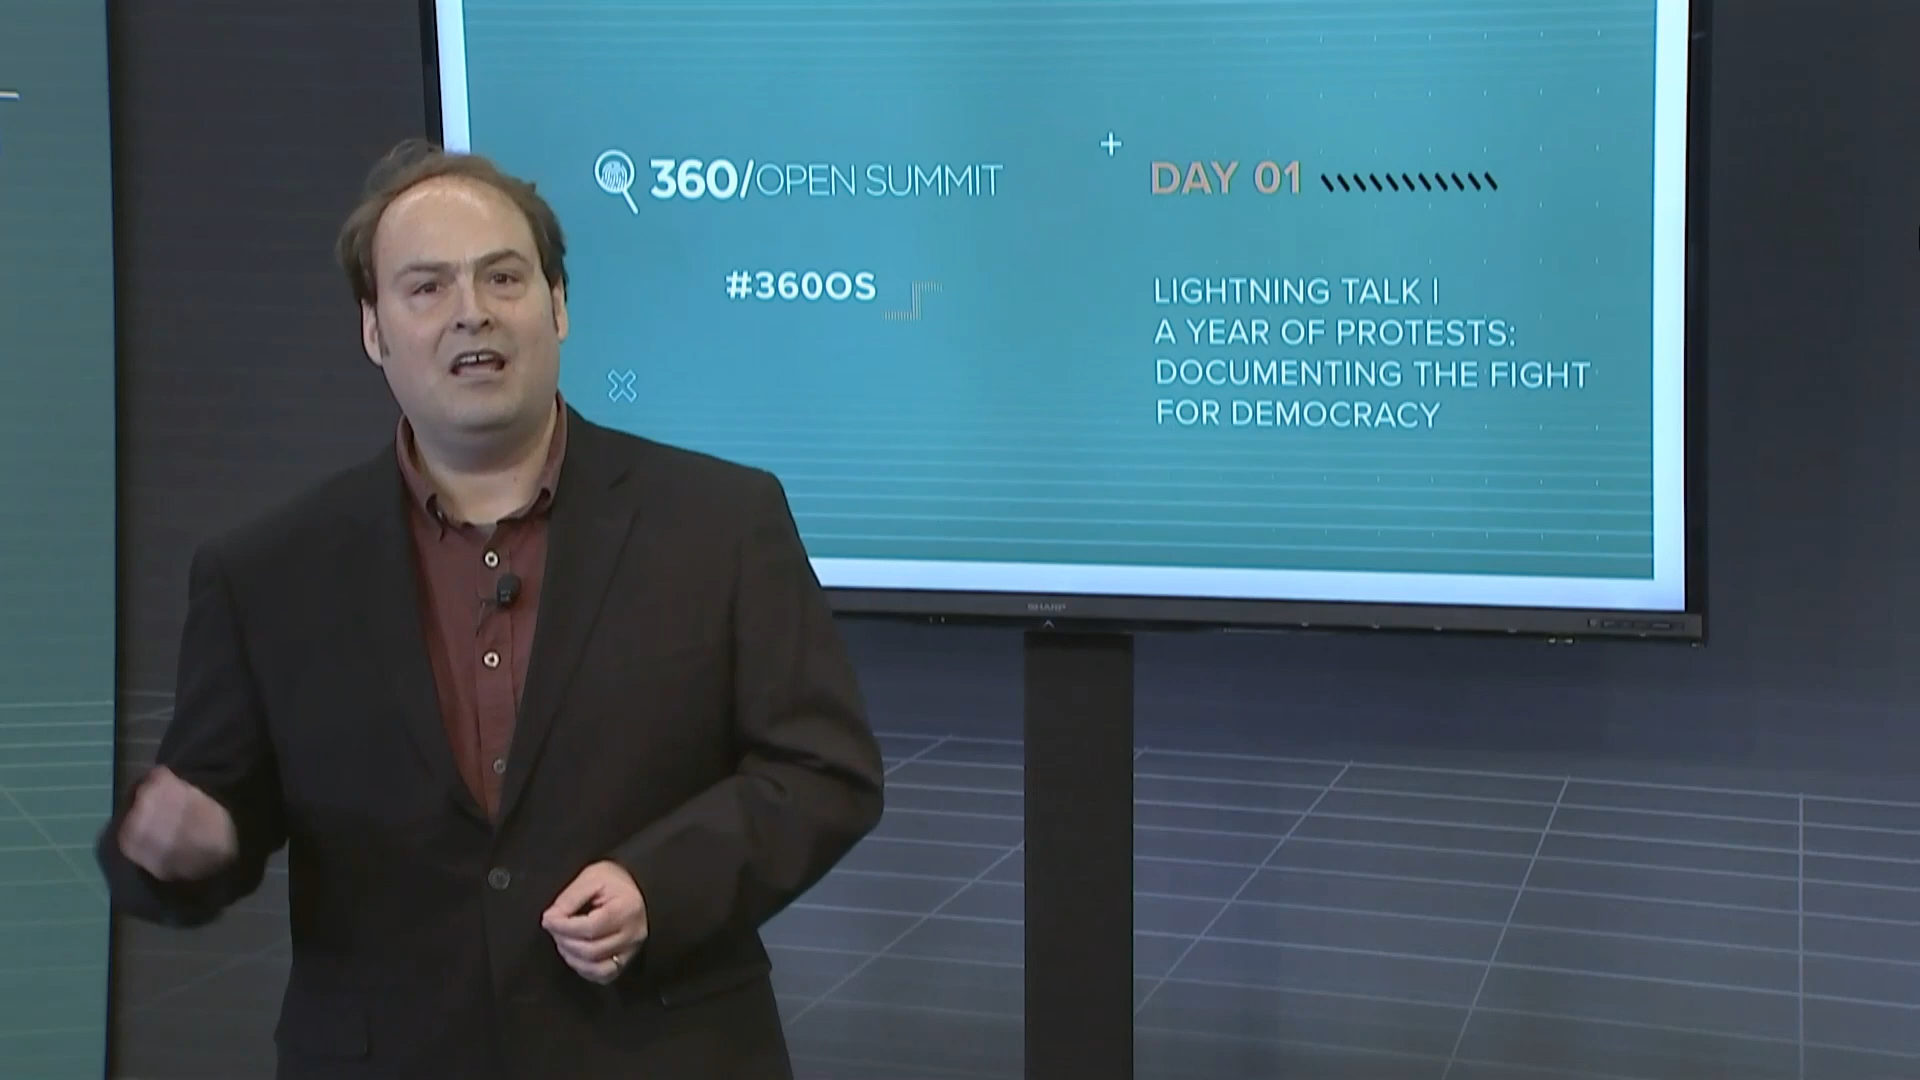 360/OPEN SUMMIT
#360OS
DAY 01
LIGHTNING TALK |
A YEAR OF PROTESTS:
DOCUMENTING THE FIGHT
FOR DEMOCRACY
SHARP